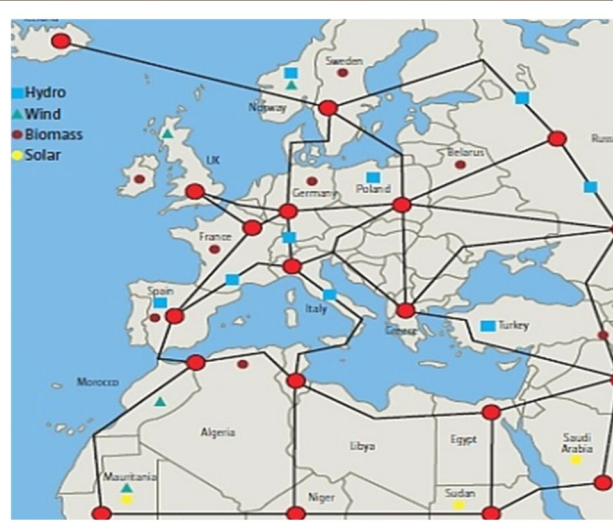 Iceland
Sweden
Hydro
Wind
Norway
Biomass
Solar
Belarus
UK
Germany
Poland
France
Spain
Italy
Greece
Turkey
Morocco
Algeria
Libya
Egypt
Saudi
Arabia
Mauritania
Niger
Sudan